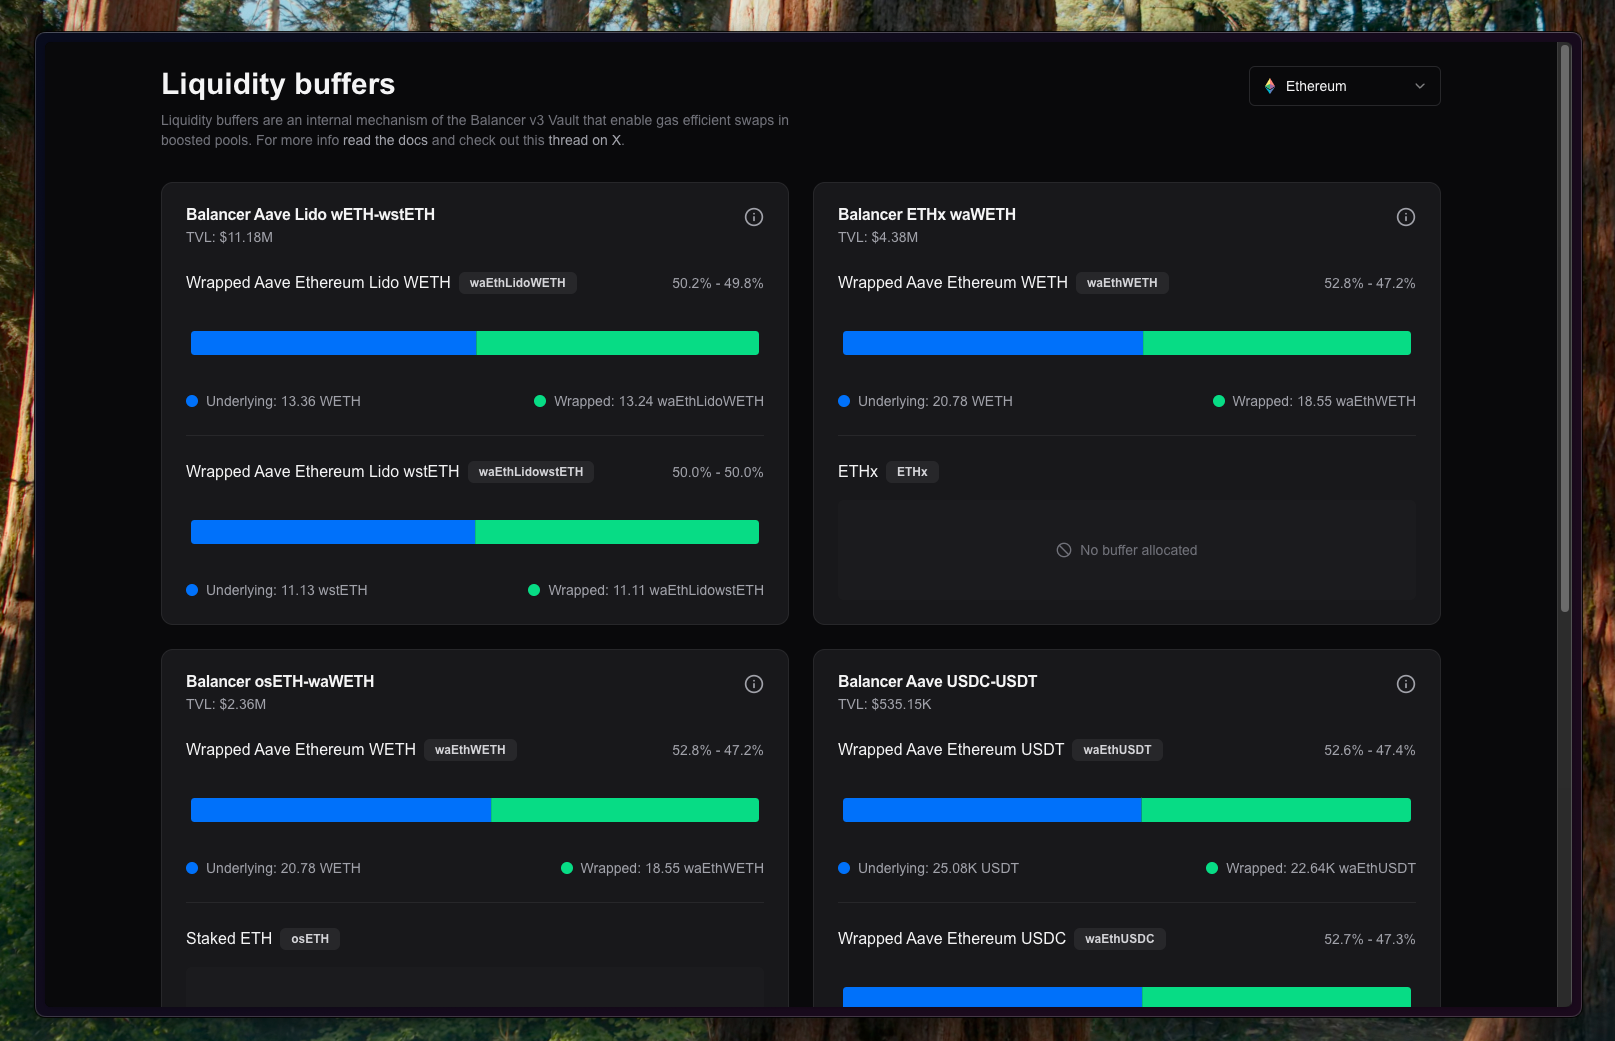 Liquidity buffers
Ethereum
Liquidity buffers are an internal mechanism of the Balancer v3 Vault that enable gas efficient swaps in
boosted pools. For more info read the docs and check out this thread on X.
Balancer Aave Lido wETH-wstETH
TVL: $11.18M
Wrapped Aave Ethereum Lido WETH waEthLidoWETH 50.2% - 49.8%
Underlying: 13.36 WETH Wrapped: 13.24 waEthLidoWETH
Wrapped Aave Ethereum Lido wstETH waEthLidowstETH 50.0% - 50.0%
Underlying: 11.13 wstETH Wrapped: 11.11 waEthLidowstETH
Balancer ETHx waWETH
TVL: $4.38M
Wrapped Aave Ethereum WETH waEthWETH 52.8% - 47.2%
Underlying: 20.78 WETH Wrapped: 18.55 waEthWETH
ETHx ETHx
No buffer allocated
Balancer osETH-waWETH
TVL: $2.36M
Wrapped Aave Ethereum WETH waEthWETH 52.8% - 47.2%
Underlying: 20.78 WETH Wrapped: 18.55 waEthWETH
Staked ETH osETH
Balancer Aave USDC-USDT
TVL: $535.15K
Wrapped Aave Ethereum USDT waEthUSDT 52.6% - 47.4%
Underlying: 25.08K USDT Wrapped: 22.64K waEthUSDT
Wrapped Aave Ethereum USDC waEthUSDC 52.7% - 47.3%